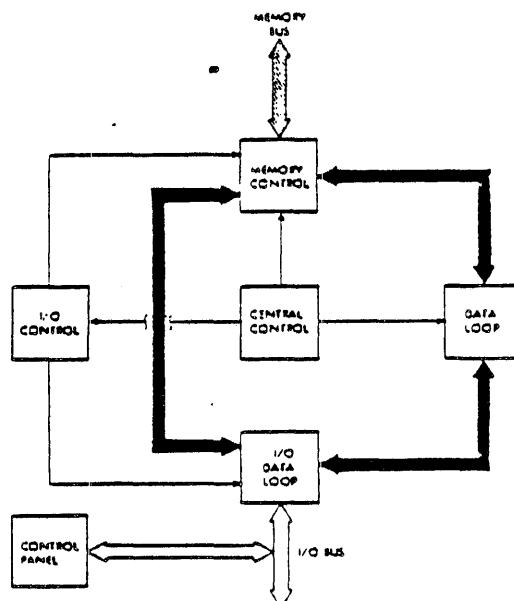 MEMORY
BUS
MEMORY
CONTROL
I/O
CONTROL
CENTRAL
CONTROL
DATA
LOOP
I/O
DATA
LOOP
CONTROL
PANEL
I/O BUS